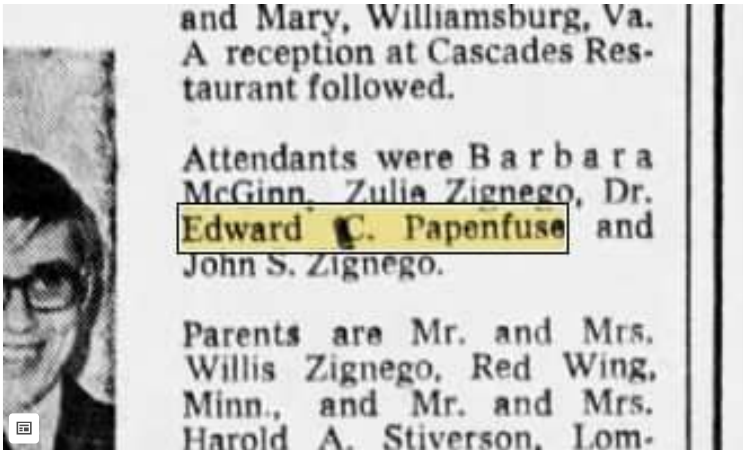 and Mary, Williamsburg, Va.
A reception at Cascades Res-
taurant followed.
Attendants were Barbara
McGinn, Zulie Zignego, Dr.
Edward C. Papenfuse and
John S. Zignego.
Parents are Mr. and Mrs.
Willis Zignego, Red Wing,
Minn., and Mr. and Mrs.
Harold A. Stiverson, Lom-